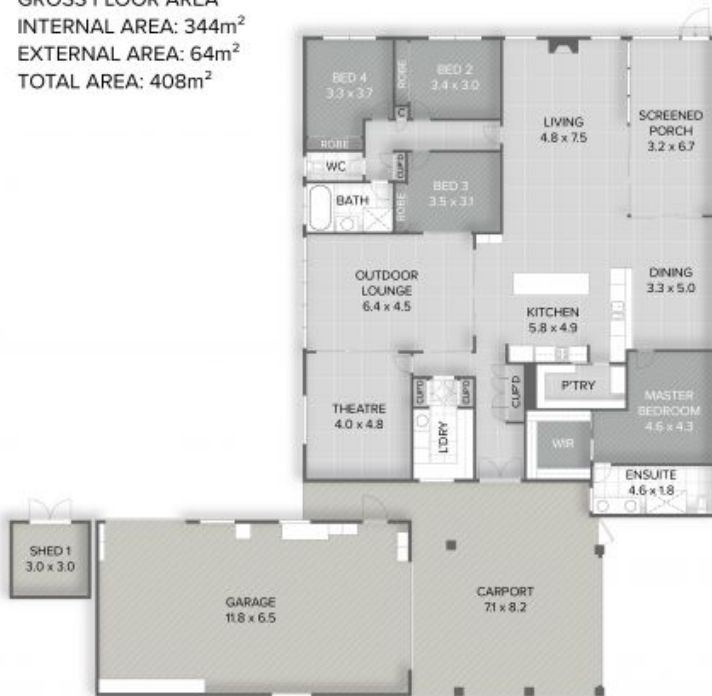 GROSS FLOOR AREA
INTERNAL AREA: 344m²
EXTERNAL AREA: 64m²
TOTAL AREA: 408m²
BED 4
3.3 x 3.7
ROBE
BED 2
3.4 x 3.0
C
LIVING
4.8 x 7.5
SCREENED
PORCH
3.2 x 6.7
ROBE
WC
CUP'D
BED 3
3.5 x 3.1
ROBE
BATH
OUTDOOR
LOUNGE
6.4 x 4.5
DINING
3.3 x 5.0
KITCHEN
5.8 x 4.9
THEATRE
4.0 x 4.8
CUP'D
CUP'D
L'DRY
CUP'D
P'TRY
MASTER
BEDROOM
4.6 x 4.3
WIR
ENSUITE
4.6 x 1.8
SHED 1
3.0 x 3.0
GARAGE
11.8 x 6.5
CARPORT
7.1 x 8.2